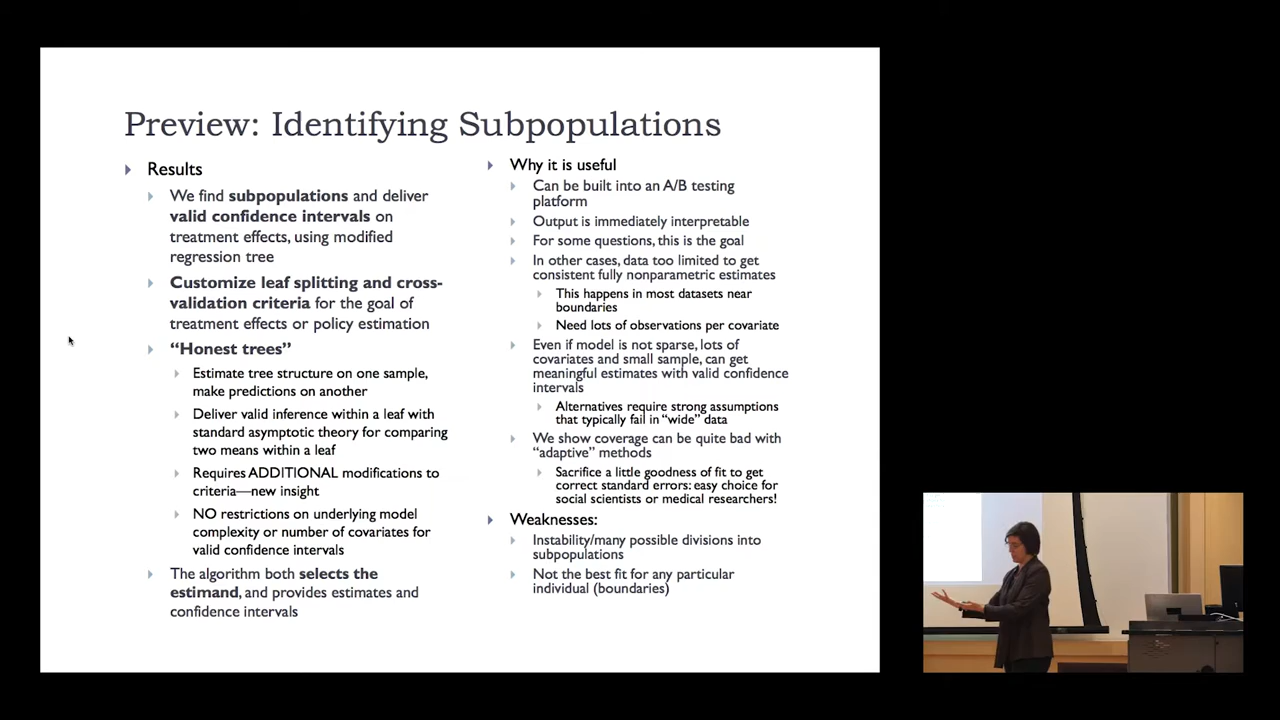 Preview: Identifying Subpopulations
Results
We find subpopulations and deliver
valid confidence intervals on
treatment effects, using modified
regression tree
Customize leaf splitting and cross-
validation criteria for the goal of
treatment effects or policy estimation
“Honest trees”
Estimate tree structure on one sample,
make predictions on another
Deliver valid inference within a leaf with
standard asymptotic theory for comparing
two means within a leaf
Requires ADDITIONAL modifications to
criteria—new insight
NO restrictions on underlying model
complexity or number of covariates for
valid confidence intervals
The algorithm both selects the
estimand, and provides estimates and
confidence intervals
Why it is useful
Can be built into an A/B testing
platform
Output is immediately interpretable
For some questions, this is the goal
In other cases, data too limited to get
consistent fully nonparametric estimates
This happens in most datasets near
boundaries
Need lots of observations per covariate
Even if model is not sparse, lots of
covariates and small sample, can get
meaningful estimates with valid confidence
intervals
Alternatives require strong assumptions
that typically fail in “wide” data
We show coverage can be quite bad with
“adaptive” methods
Sacrifice a little goodness of fit to get
correct standard errors: easy choice for
social scientists or medical researchers!
Weaknesses:
Instability/many possible divisions into
subpopulations
Not the best fit for any particular
individual (boundaries)